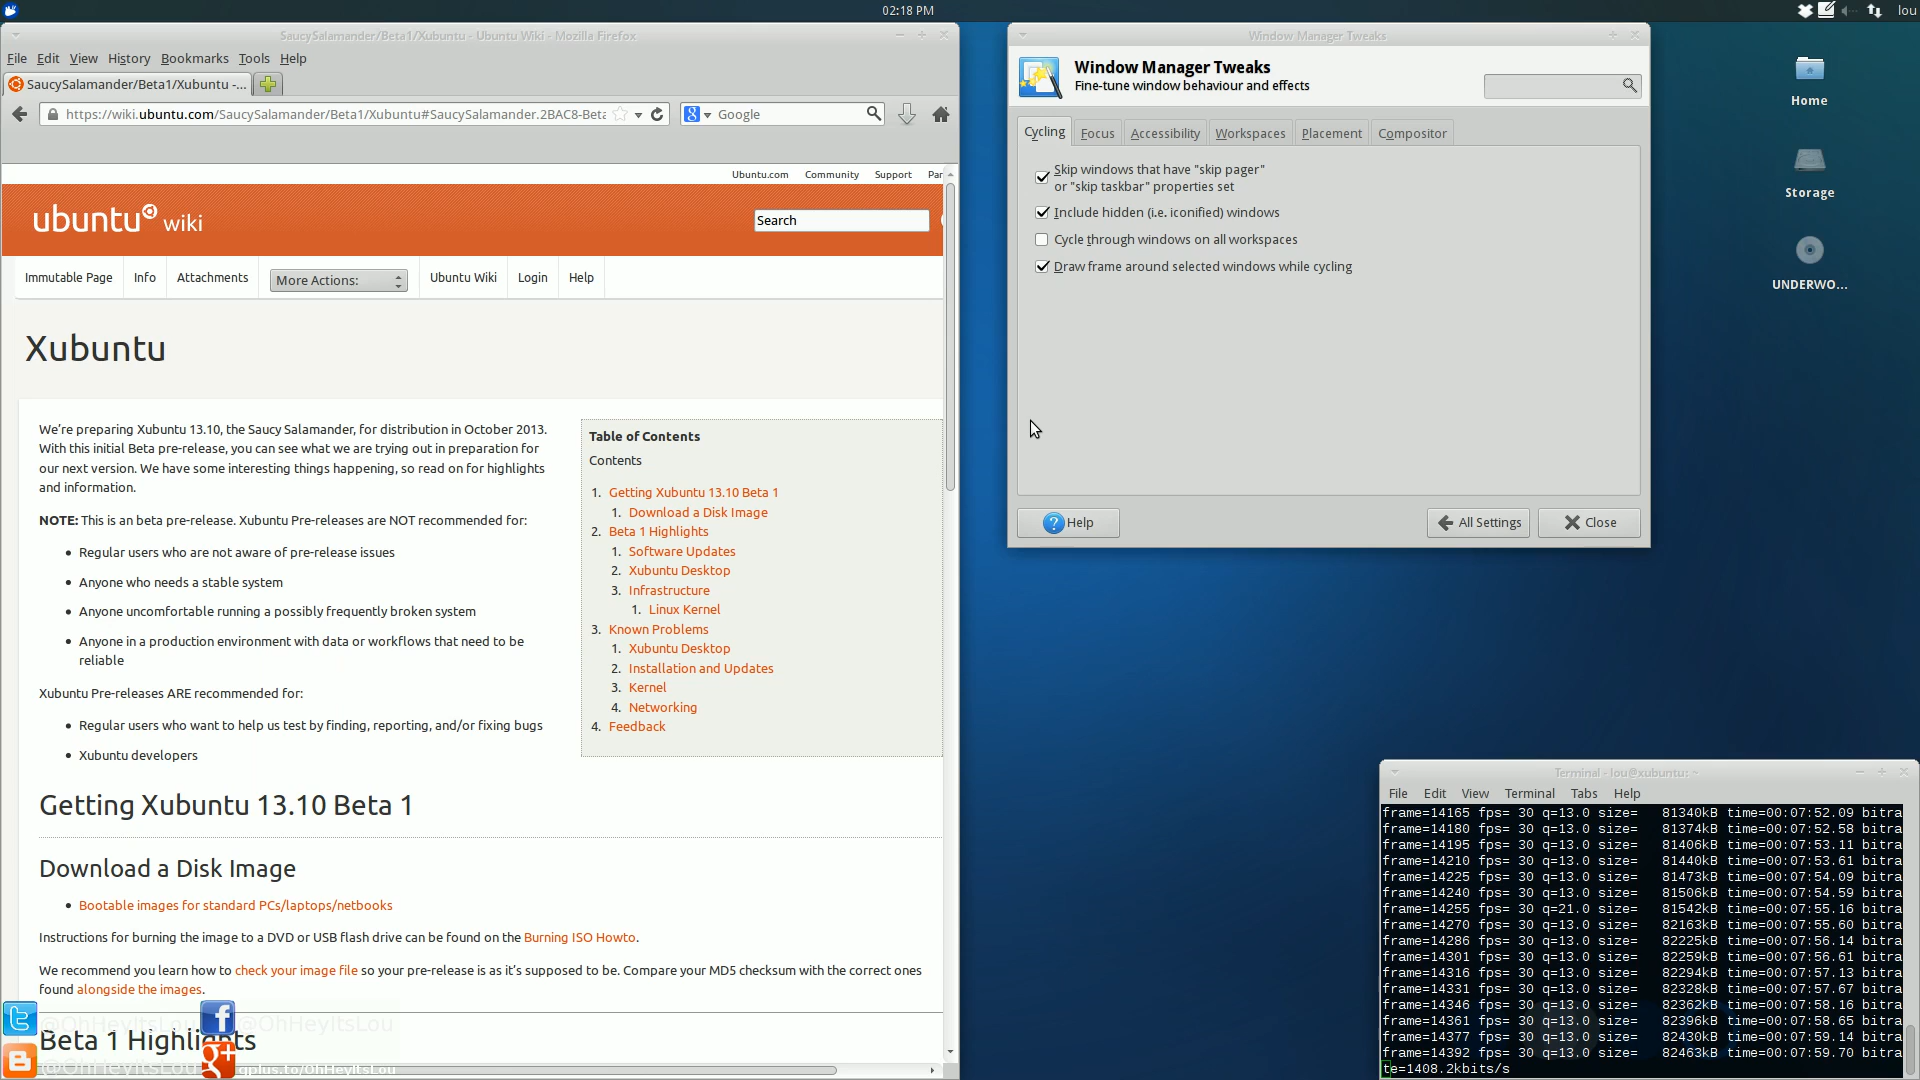 02:18 PM
lou
SaucySalamander/Beta1/Xubuntu - Ubuntu Wiki - Mozilla Firefox
File Edit View History Bookmarks Tools Help
SaucySalamander/Beta1/Xubuntu -...
https://wiki.ubuntu.com/SaucySalamander/Beta1/Xubuntu#SaucySalamander.2BAC8-Beta
Google
Ubuntu.com Community Support Par
ubuntu wiki
Search
Immutable Page Info Attachments More Actions: Ubuntu Wiki Login Help
Xubuntu
We're preparing Xubuntu 13.10, the Saucy Salamander, for distribution in October 2013.
With this initial Beta pre-release, you can see what we are trying out in preparation for
our next version. We have some interesting things happening, so read on for highlights
and information.
NOTE: This is an beta pre-release. Xubuntu Pre-releases are NOT recommended for:
• Regular users who are not aware of pre-release issues
• Anyone who needs a stable system
• Anyone uncomfortable running a possibly frequently broken system
• Anyone in a production environment with data or workflows that need to be
reliable
Xubuntu Pre-releases ARE recommended for:
• Regular users who want to help us test by finding, reporting, and/or fixing bugs
• Xubuntu developers
Table of Contents
Contents
1. Getting Xubuntu 13.10 Beta 1
1. Download a Disk Image
2. Beta 1 Highlights
1. Software Updates
2. Xubuntu Desktop
3. Infrastructure
1. Linux Kernel
3. Known Problems
1. Xubuntu Desktop
2. Installation and Updates
3. Kernel
4. Networking
4. Feedback
Getting Xubuntu 13.10 Beta 1
Download a Disk Image
• Bootable images for standard PCs/laptops/netbooks
Instructions for burning the image to a DVD or USB flash drive can be found on the Burning ISO Howto.
We recommend you learn how to check your image file so your pre-release is as it's supposed to be. Compare your MD5 checksum with the correct ones
found alongside the images.
@OhHeyItsLou @OhHeyItsLou
Beta 1 Highlights
@OhHeyItsLou gplus.to/OhHeyItsLou
Window Manager Tweaks
Window Manager Tweaks
Fine-tune window behaviour and effects
Cycling Focus Accessibility Workspaces Placement Compositor
Skip windows that have "skip pager"
or "skip taskbar" properties set
Include hidden (i.e. iconified) windows
Cycle through windows on all workspaces
Draw frame around selected windows while cycling
Help All Settings Close
Home
Storage
UNDERWO...
Terminal - lou@xubuntu: ~
File Edit View Terminal Tabs Help
frame=14165 fps= 30 q=13.0 size=   81340kB time=00:07:52.09 bitra
frame=14180 fps= 30 q=13.0 size=   81374kB time=00:07:52.58 bitra
frame=14195 fps= 30 q=13.0 size=   81406kB time=00:07:53.11 bitra
frame=14210 fps= 30 q=13.0 size=   81440kB time=00:07:53.61 bitra
frame=14225 fps= 30 q=13.0 size=   81473kB time=00:07:54.09 bitra
frame=14240 fps= 30 q=13.0 size=   81506kB time=00:07:54.59 bitra
frame=14255 fps= 30 q=21.0 size=   81542kB time=00:07:55.16 bitra
frame=14270 fps= 30 q=13.0 size=   82163kB time=00:07:55.60 bitra
frame=14286 fps= 30 q=13.0 size=   82225kB time=00:07:56.14 bitra
frame=14301 fps= 30 q=13.0 size=   82259kB time=00:07:56.61 bitra
frame=14316 fps= 30 q=13.0 size=   82294kB time=00:07:57.13 bitra
frame=14331 fps= 30 q=13.0 size=   82328kB time=00:07:57.67 bitra
frame=14346 fps= 30 q=13.0 size=   82362kB time=00:07:58.16 bitra
frame=14361 fps= 30 q=13.0 size=   82396kB time=00:07:58.65 bitra
frame=14377 fps= 30 q=13.0 size=   82430kB time=00:07:59.14 bitra
frame=14392 fps= 30 q=13.0 size=   82463kB time=00:07:59.70 bitra
te=1408.2kbits/s